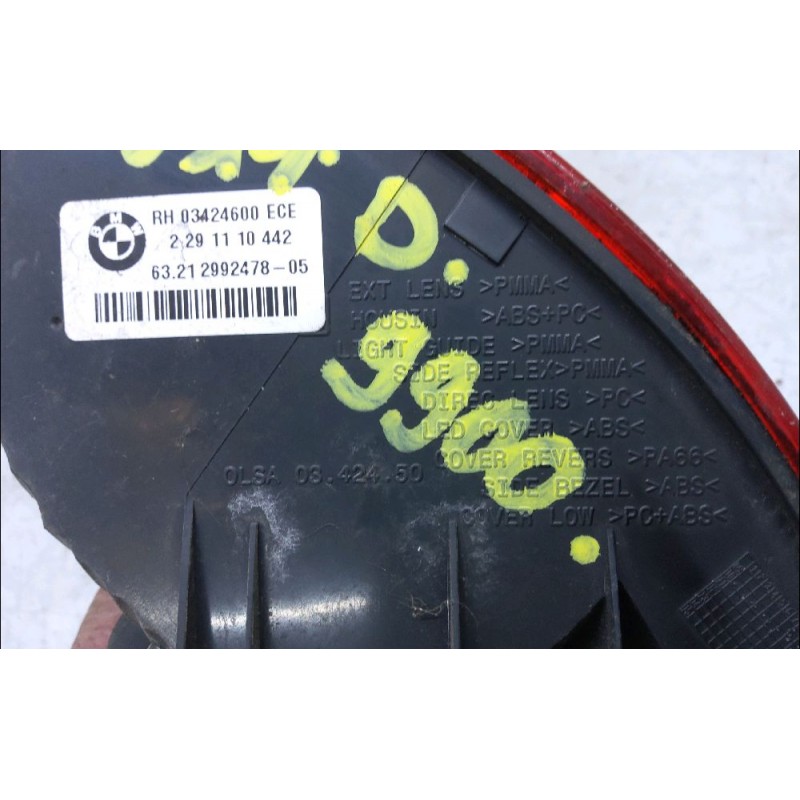 BMW
RH 03424600 ECE
2 29 11 10 442
63.21 2992478-05
D.
9900.
EXT LENS >PMMA<
HOUSIN >ABS+PC<
LIGHT GUIDE >PMMA<
SIDE REFLEX >PMMA<
DIREC LENS >PC<
LED COVER >ABS<
COVER REVERS >PA66<
SIDE BEZEL >ABS<
COVER LOW >PC+ABS<
OLSA 03.424.50